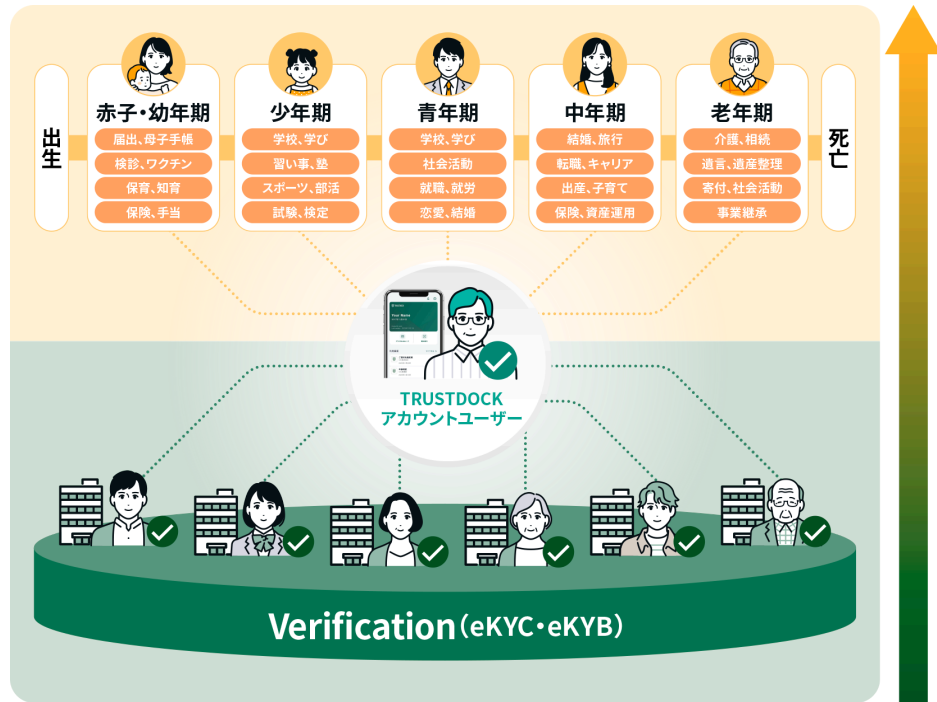 出生
赤子・幼年期
届出、母子手帳
検診、ワクチン
保育、知育
保険、手当
少年期
学校、学び
習い事、塾
スポーツ、部活
試験、検定
青年期
学校、学び
社会活動
就職、就労
恋愛、結婚
中年期
結婚、旅行
転職、キャリア
出産、子育て
保険、資産運用
老年期
介護、相続
遺言、遺産整理
寄付、社会活動
事業継承
死亡
Your Name
TRUSTDOCK
アカウントユーザー
Verification（eKYC・eKYB）